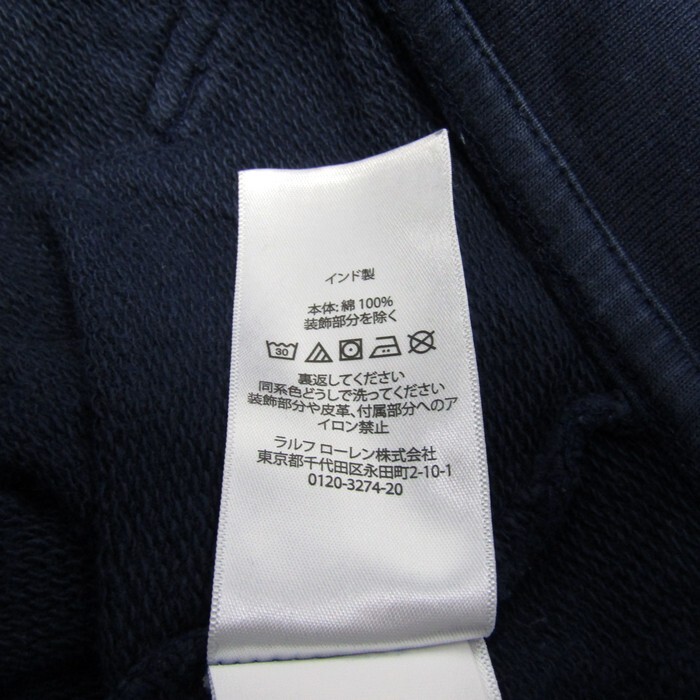 インド製
本体: 綿 100%
装飾部分を除く
30
裏返してください
同系色どうしで洗ってください
装飾部分や皮革、付属部分へのア
イロン禁止
ラルフ ローレン株式会社
東京都千代田区永田町2-10-1
0120-3274-20